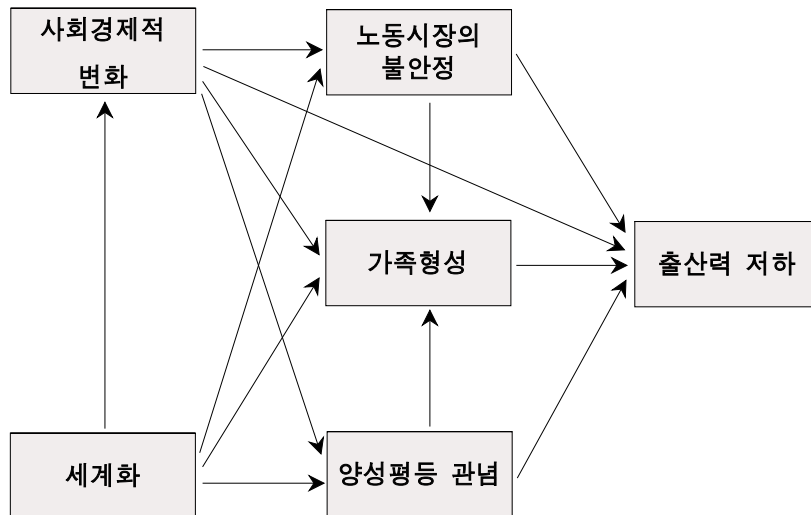 사회경제적
변화
노동시장의
불안정
가족형성
출산력 저하
세계화
양성평등 관념